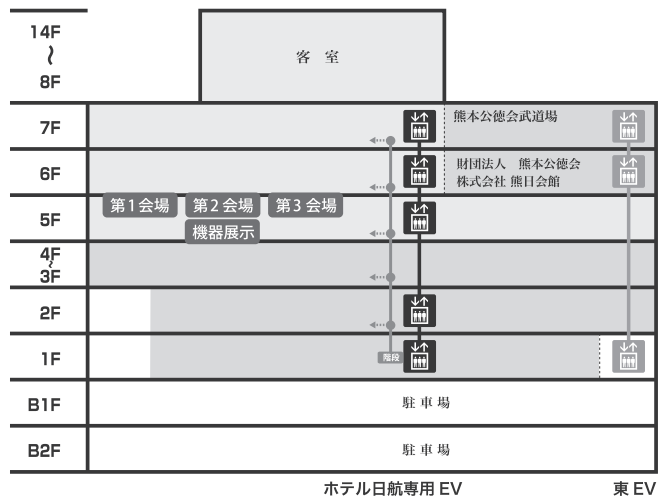 14F
～
8F
客　室
7F
熊本公徳会武道場
6F
財団法人　熊本公徳会
株式会社 熊日会館
第1会場
第2会場
第3会場
5F
機器展示
4F
～
3F
2F
1F
階段
B1F
駐車場
B2F
駐車場
ホテル日航専用 EV
東 EV